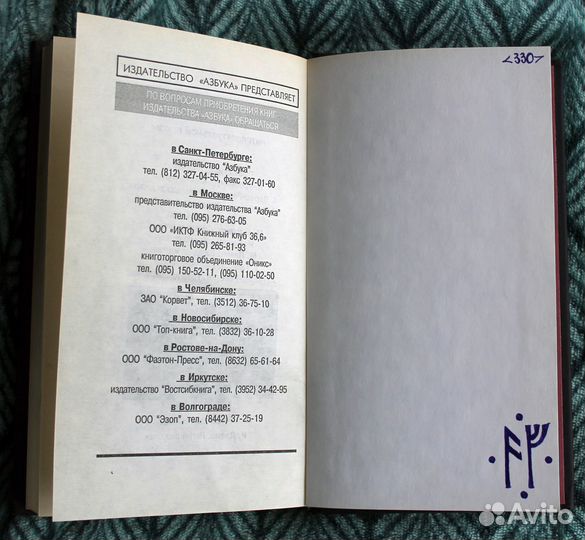 ИЗДАТЕЛЬСТВО «АЗБУКА» ПРЕДСТАВЛЯЕТ
ПО ВОПРОСАМ ПРИОБРЕТЕНИЯ КНИГ
ИЗДАТЕЛЬСТВА «АЗБУКА» ОБРАЩАТЬСЯ
в Санкт-Петербурге:
издательство "Азбука"
тел. (812) 327-04-55, факс 327-01-60
в Москве:
представительство издательства "Азбука"
тел. (095) 276-63-05
ООО «ИКТФ Книжный клуб 36,6»
тел. (095) 265-81-93
книготорговое объединение «Оникс»
тел. (095) 150-52-11, (095) 110-02-50
в Челябинске:
ЗАО "Корвет", тел. (3512) 36-75-10
в Новосибирске:
ООО "Топ-книга", тел. (3832) 36-10-28
в Ростове-на-Дону:
ООО "Фаэтон-Пресс", тел. (8632) 65-61-64
в Иркутске:
издательство "Востсибкнига", тел. (3952) 34-42-95
в Волгограде:
ООО "Эзоп", тел. (8442) 37-25-19
<330>
Avito